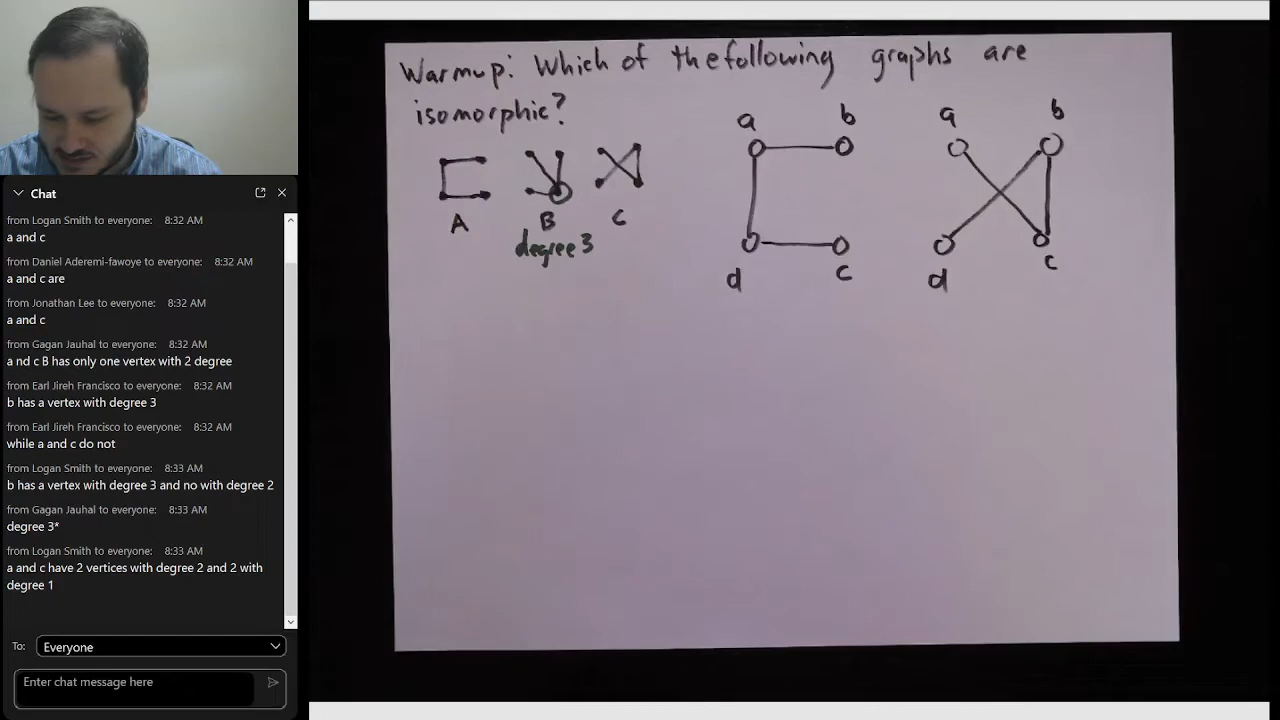 Chat
from Logan Smith to everyone: 8:32 AM
a and c
from Daniel Aderemi-fawoye to everyone: 8:32 AM
a and c are
from Jonathan Lee to everyone: 8:32 AM
a and c
from Gagan Jauhal to everyone: 8:32 AM
a nd c B has only one vertex with 2 degree
from Earl Jireh Francisco to everyone: 8:32 AM
b has a vertex with degree 3
from Earl Jireh Francisco to everyone: 8:32 AM
while a and c do not
from Logan Smith to everyone: 8:33 AM
b has a vertex with degree 3 and no with degree 2
from Gagan Jauhal to everyone: 8:33 AM
degree 3*
from Logan Smith to everyone: 8:33 AM
a and c have 2 vertices with degree 2 and 2 with
degree 1
To: Everyone
Enter chat message here
Warmup: Which of the following graphs are
isomorphic?
A B C
degree 3
a b
d c
a b
d c